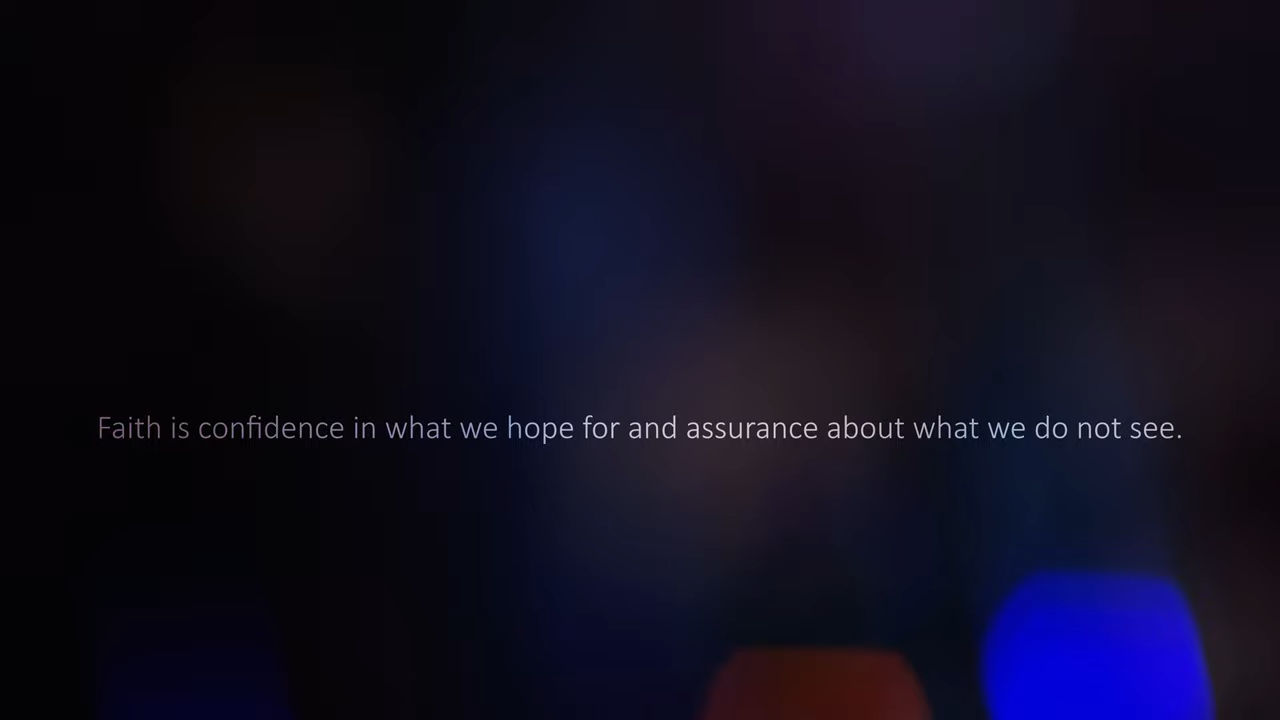 Faith is confidence in what we hope for and assurance about what we do not see.